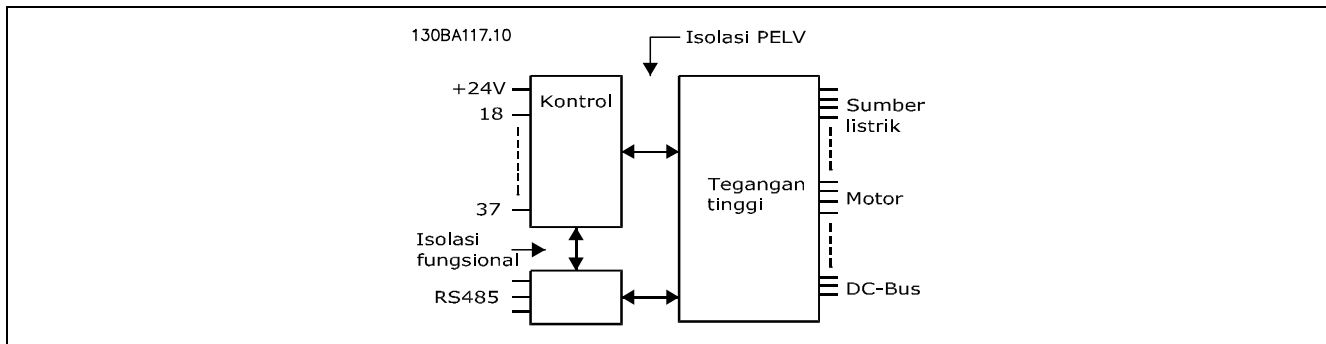 130BA117.10
Isolasi PELV
+24V
18
37
Kontrol
Tegangan
tinggi
Sumber
listrik
Motor
DC-Bus
Isolasi
fungsional
RS485